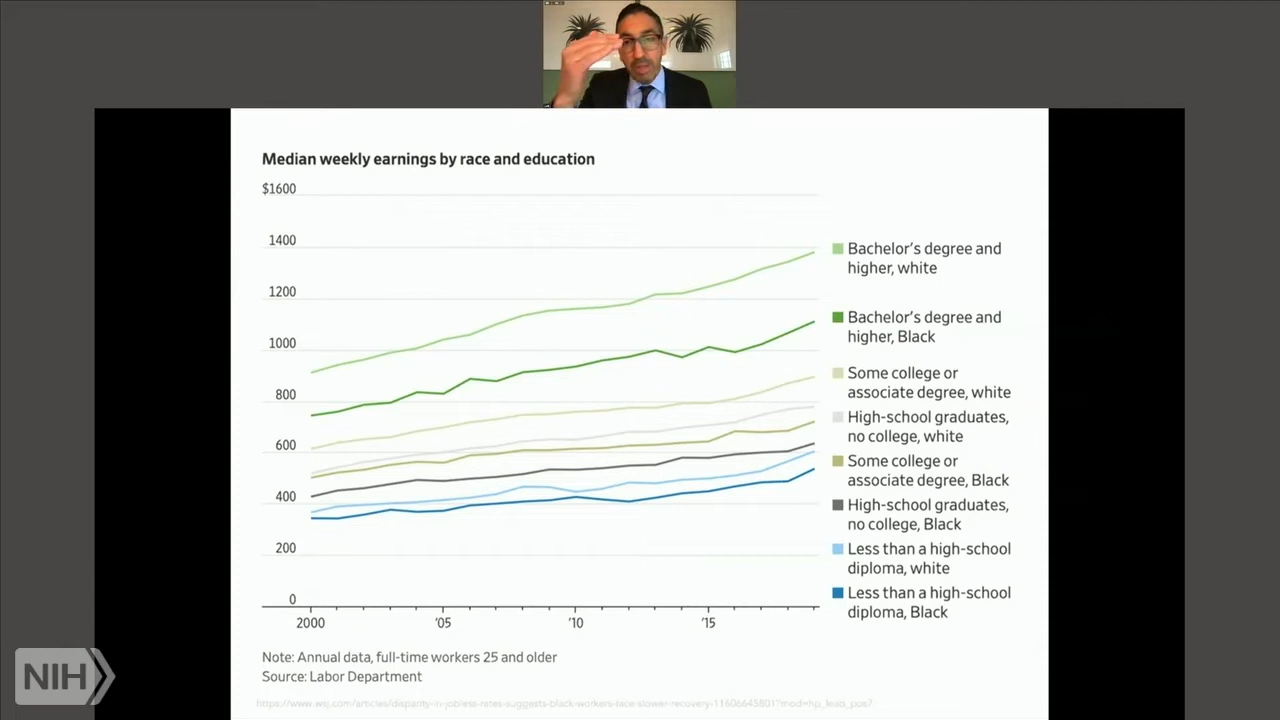 Median weekly earnings by race and education
$1600
1400
1200
1000
800
600
400
200
0
2000
'05
'10
'15
Bachelor's degree and
higher, white
Bachelor's degree and
higher, Black
Some college or
associate degree, white
High-school graduates,
no college, white
Some college or
associate degree, Black
High-school graduates,
no college, Black
Less than a high-school
diploma, white
Less than a high-school
diploma, Black
Note: Annual data, full-time workers 25 and older
Source: Labor Department
NIH